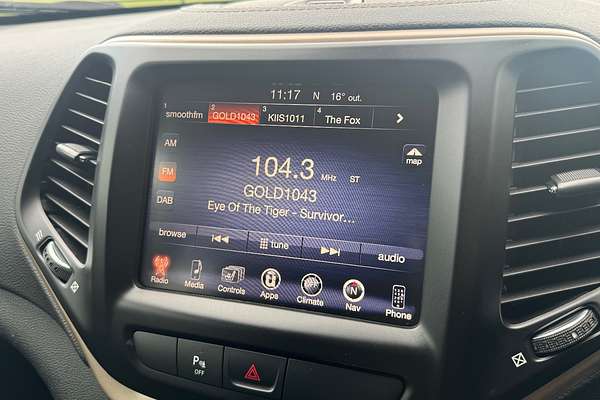 11:17 N 16° out.
1 smoothfm 2 GOLD1043 3 KIIS1011 4 The Fox
AM
FM
DAB
104.3 MHz ST
GOLD1043
Eye Of The Tiger - Survivor...
map
browse tune audio
Radio Media Controls Apps Climate Nav Phone
P OFF